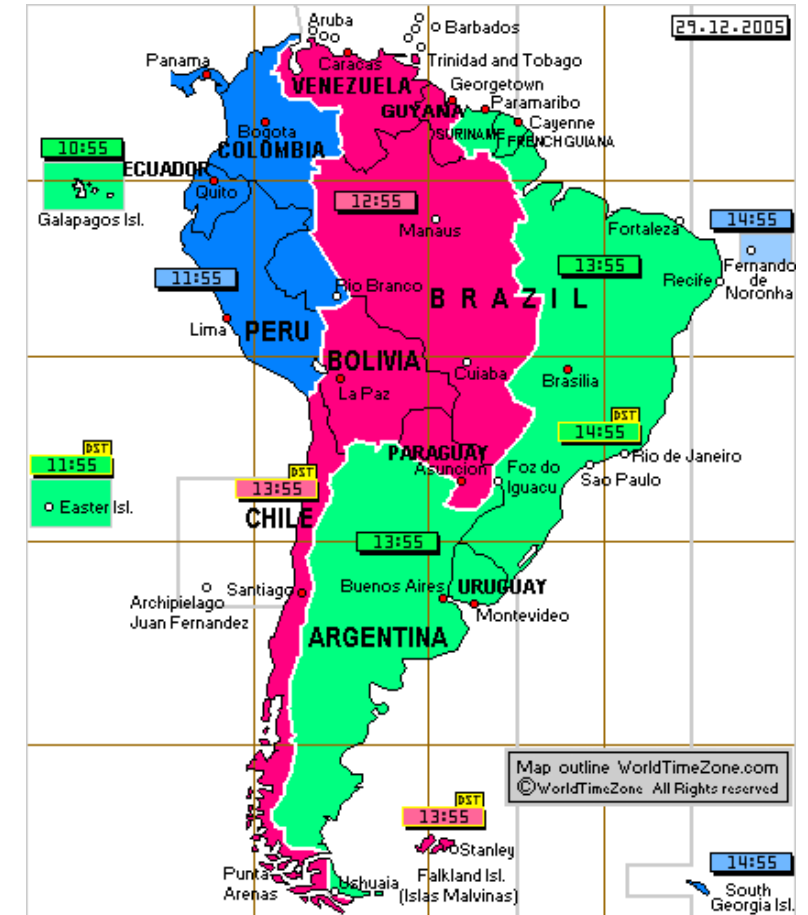 Aruba
Barbados
29.12.2005
Panama
Caracas
Trinidad and Tobago
VENEZUELA
Georgetown
GUYANA
Paramaribo
Bogota
Cayenne
SURINAME
FRENCH GUIANA
COLOMBIA
10:55
ECUADOR
Quito
12:55
Galapagos Isl.
Manaus
Fortaleza
14:55
13:55
Fernando
de
Noronha
11:55
Rio Branco
Recife
BRAZIL
Lima
PERU
BOLIVIA
Cuiaba
Brasilia
La Paz
DST
14:55
DST
11:55
PARAGUAY
Rio de Janeiro
Asuncion
Foz do
Iguacu
Sao Paulo
DST
13:55
Easter Isl.
CHILE
13:55
Santiago
Buenos Aires
URUGUAY
Archipielago
Juan Fernandez
Montevideo
ARGENTINA
Map outline WorldTimeZone.com
©WorldTimeZone All Rights reserved
DST
13:55
Stanley
Punta
Arenas
Ushuaia
Falkland Isl.
(Islas Malvinas)
14:55
South
Georgia Isl.